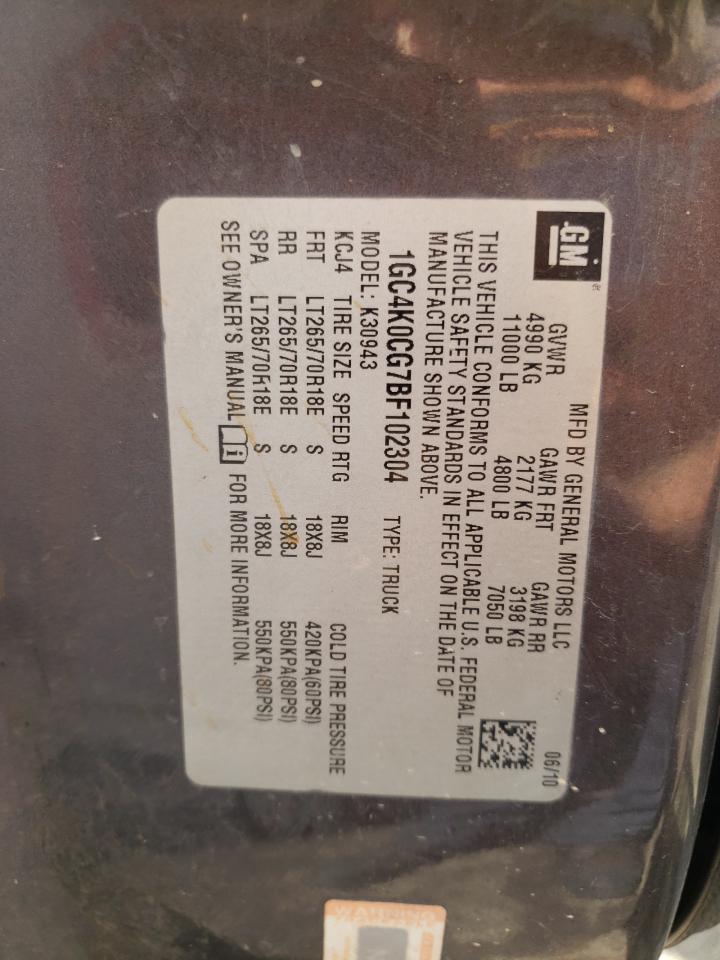 GM
MFD BY GENERAL MOTORS LLC 06/10
GVWR GAWR FRT GAWR RR
4990 KG 2177 KG 3198 KG
11000 LB 4800 LB 7050 LB
THIS VEHICLE CONFORMS TO ALL APPLICABLE U.S. FEDERAL MOTOR
VEHICLE SAFETY STANDARDS IN EFFECT ON THE DATE OF
MANUFACTURE SHOWN ABOVE.
1GC4K0CG7BF102304 TYPE: TRUCK
MODEL: K30943
KCJ4 TIRE SIZE SPEED RTG RIM COLD TIRE PRESSURE
FRT LT265/70R18E S 18X8J 420KPA(60PSI)
RR LT265/70R18E S 18X8J 550KPA(80PSI)
SPA LT265/70R18E S 18X8J 550KPA(80PSI)
SEE OWNER'S MANUAL i FOR MORE INFORMATION.